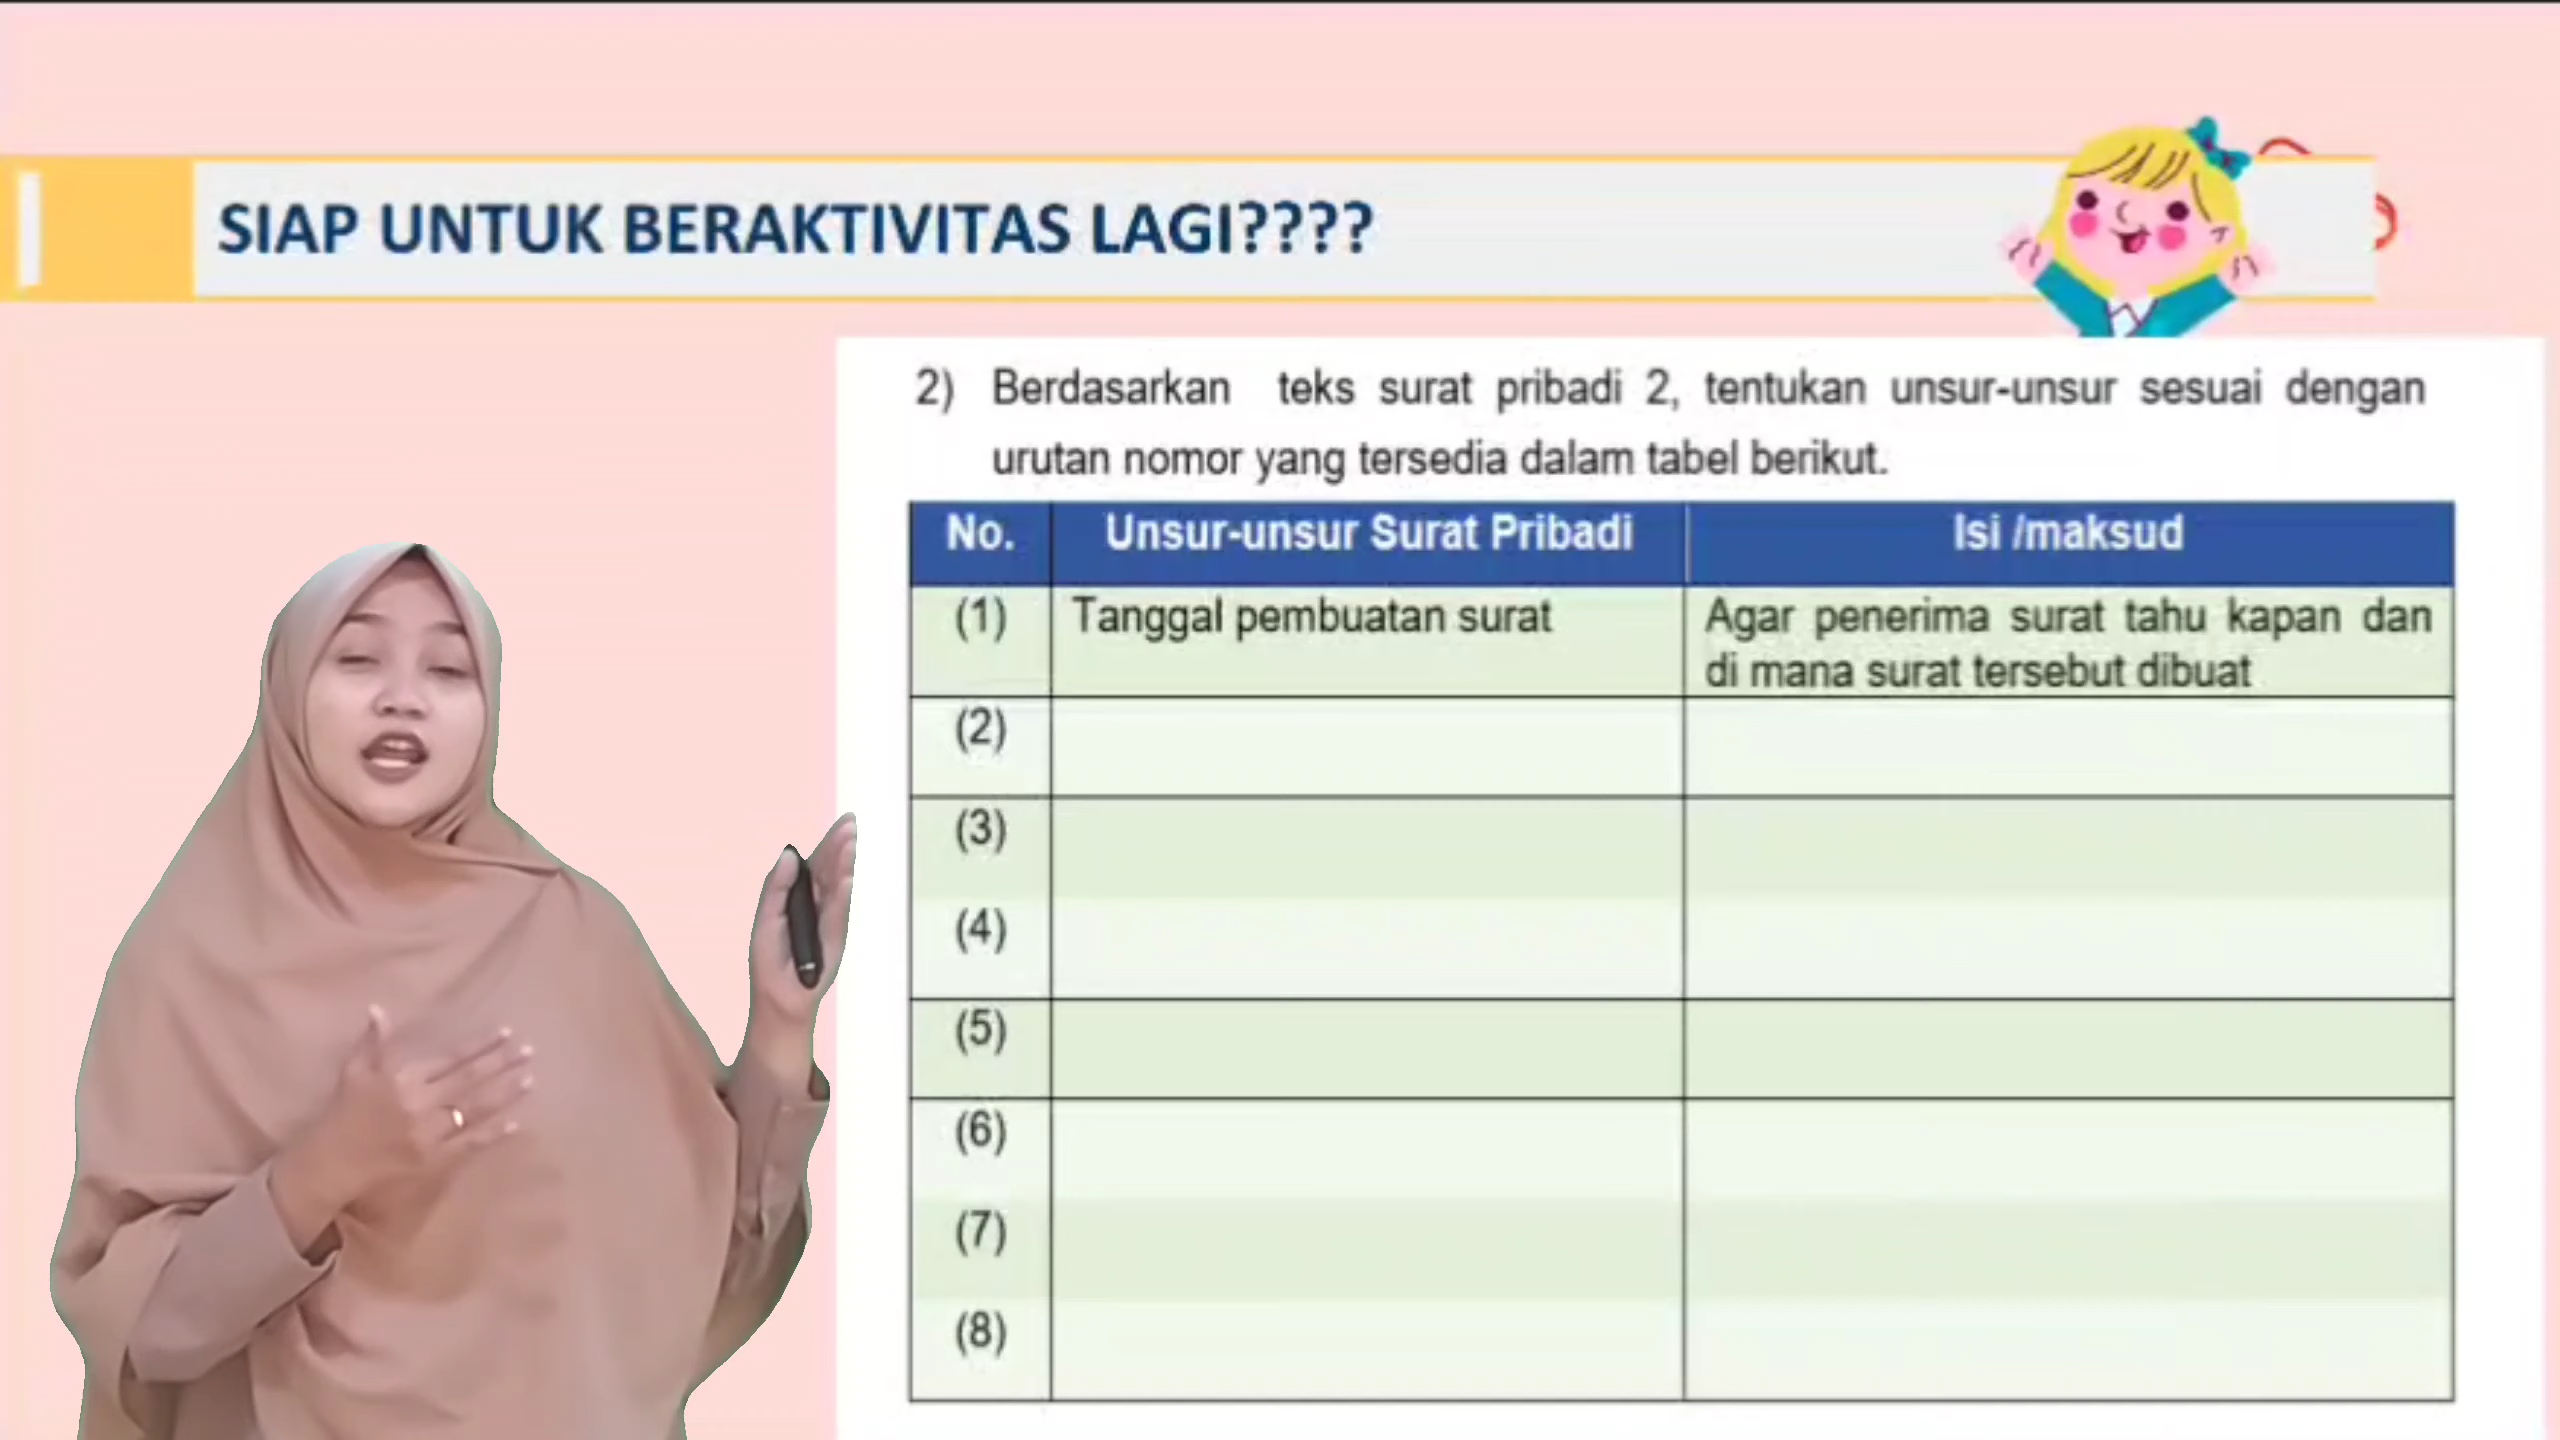 SIAP UNTUK BERAKTIVITAS LAGI????
2) Berdasarkan teks surat pribadi 2, tentukan unsur-unsur sesuai dengan
urutan nomor yang tersedia dalam tabel berikut.
No. Unsur-unsur Surat Pribadi Isi /maksud
(1) Tanggal pembuatan surat Agar penerima surat tahu kapan dan
di mana surat tersebut dibuat
(2)
(3)
(4)
(5)
(6)
(7)
(8)